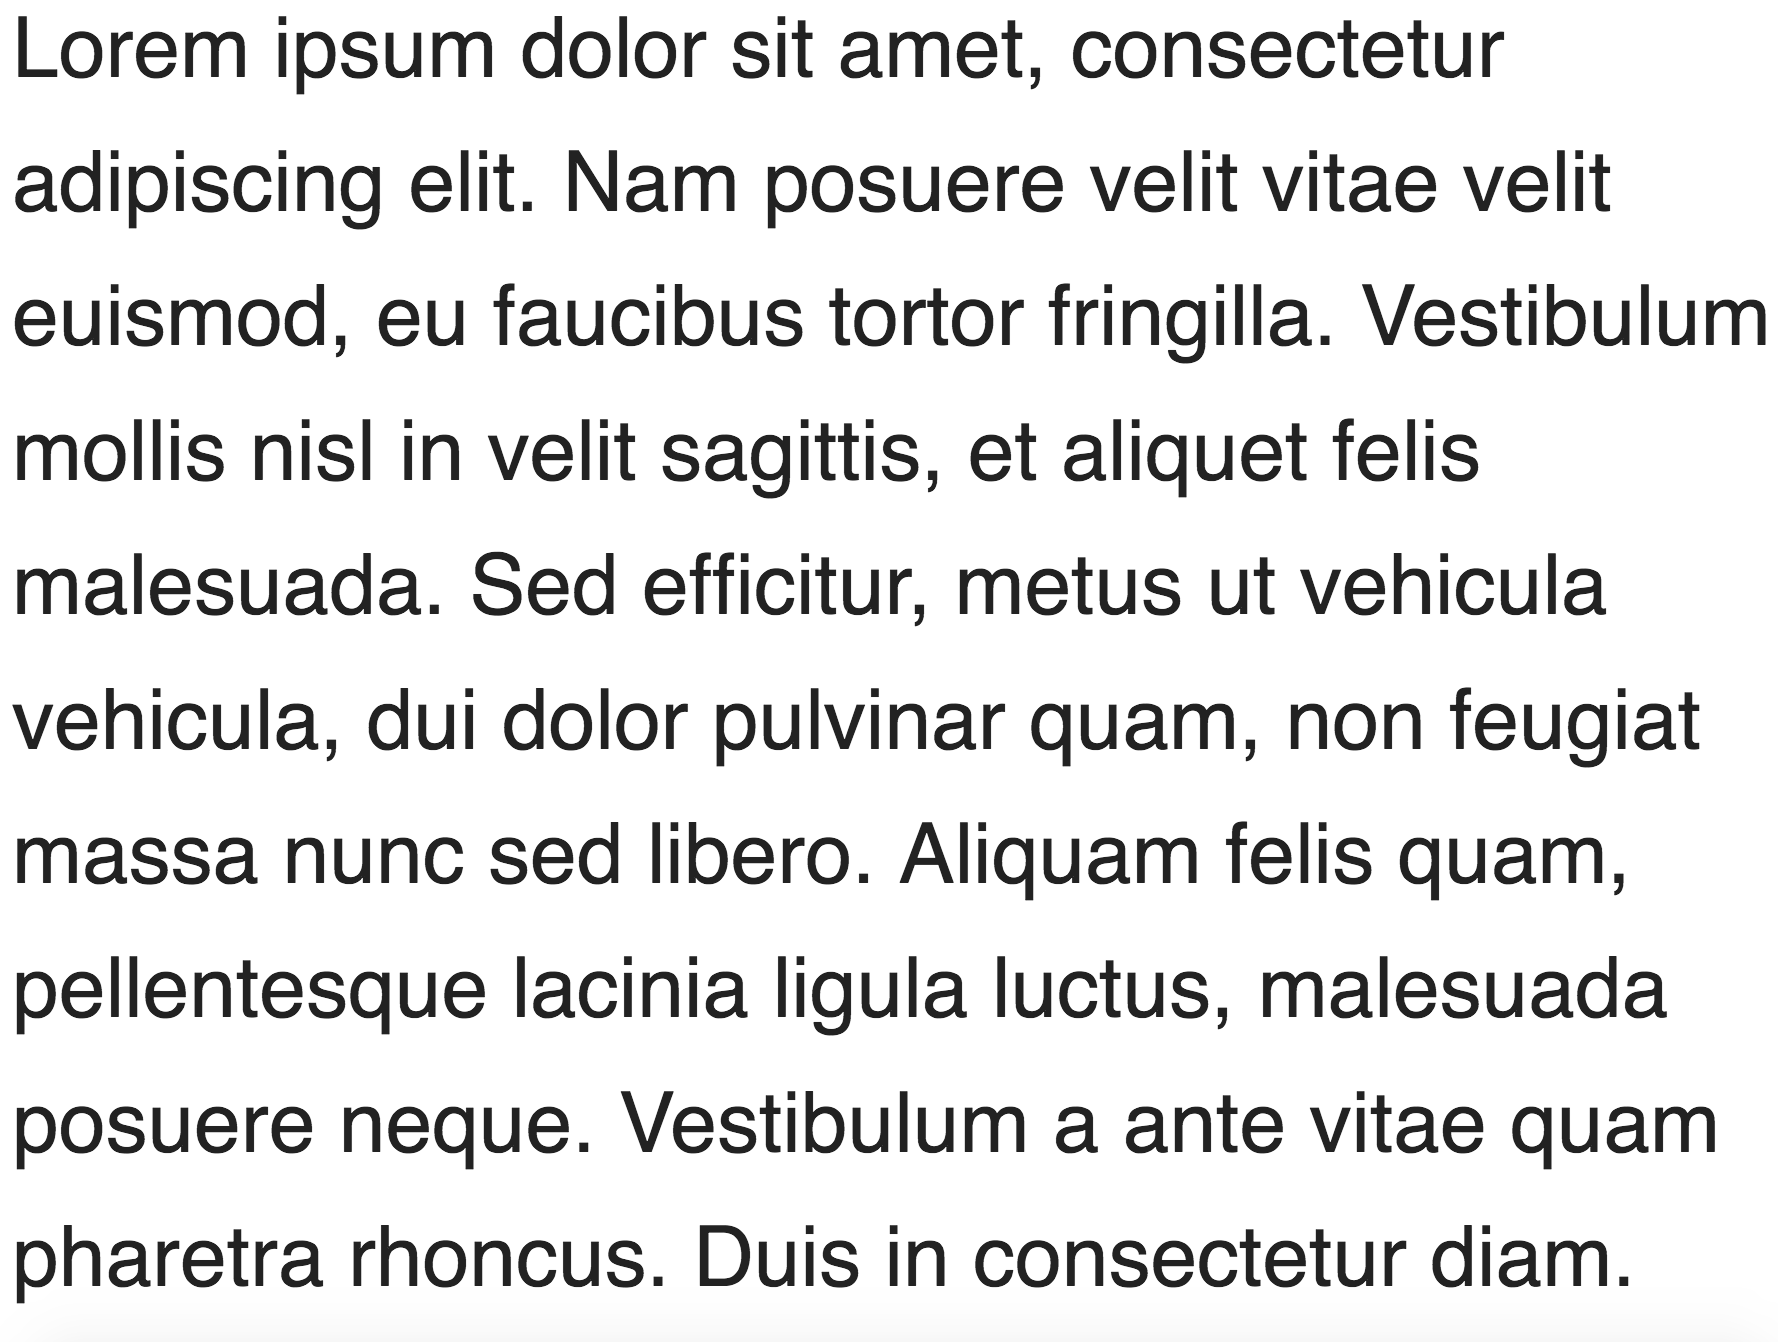 Lorem ipsum dolor sit amet, consectetur
adipiscing elit. Nam posuere velit vitae velit
euismod, eu faucibus tortor fringilla. Vestibulum
mollis nisl in velit sagittis, et aliquet felis
malesuada. Sed efficitur, metus ut vehicula
vehicula, dui dolor pulvinar quam, non feugiat
massa nunc sed libero. Aliquam felis quam,
pellentesque lacinia ligula luctus, malesuada
posuere neque. Vestibulum a ante vitae quam
pharetra rhoncus. Duis in consectetur diam.